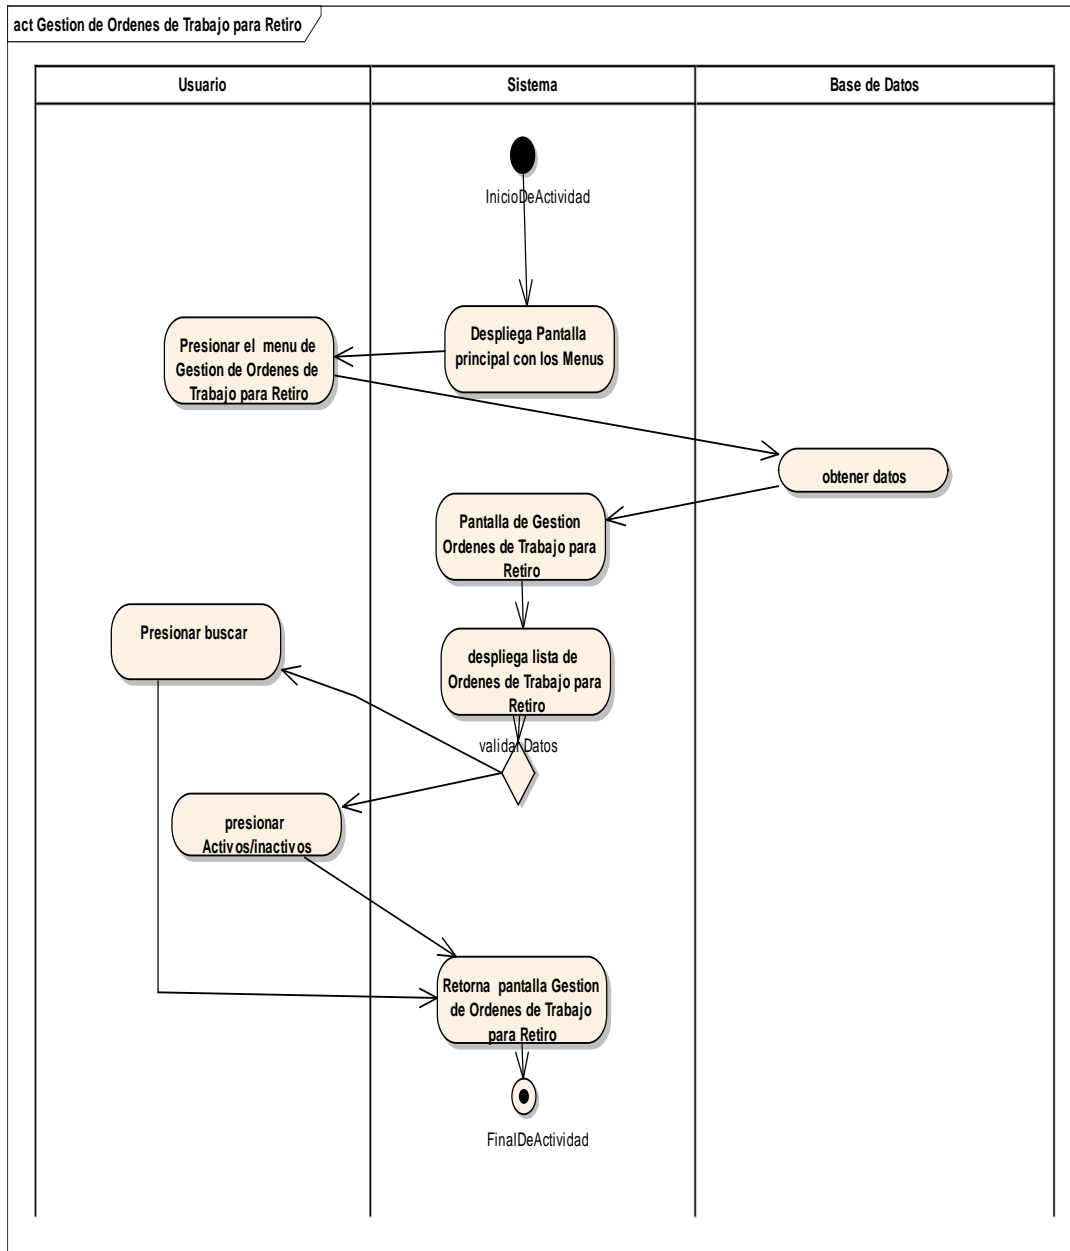 act Gestion de Ordenes de Trabajo para Retiro
Usuario
Sistema
Base de Datos
InicioDeActividad
Despliega Pantalla
principal con los Menus
Presionar el menu de
Gestion de Ordenes de
Trabajo para Retiro
obtener datos
Pantalla de Gestion
Ordenes de Trabajo para
Retiro
Presionar buscar
despliega lista de
Ordenes de Trabajo para
Retiro
validar Datos
presionar
Activos/inactivos
Retorna pantalla Gestion
de Ordenes de Trabajo
para Retiro
FinalDeActividad